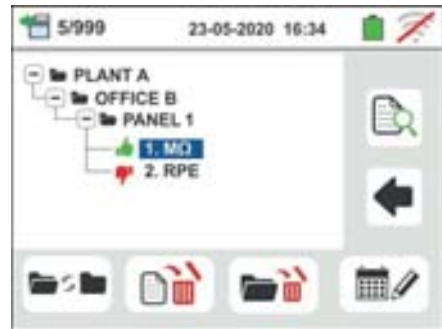 5/999 23-05-2020 16:34
PLANT A
OFFICE B
PANEL 1
1. MΩ
2. RPE